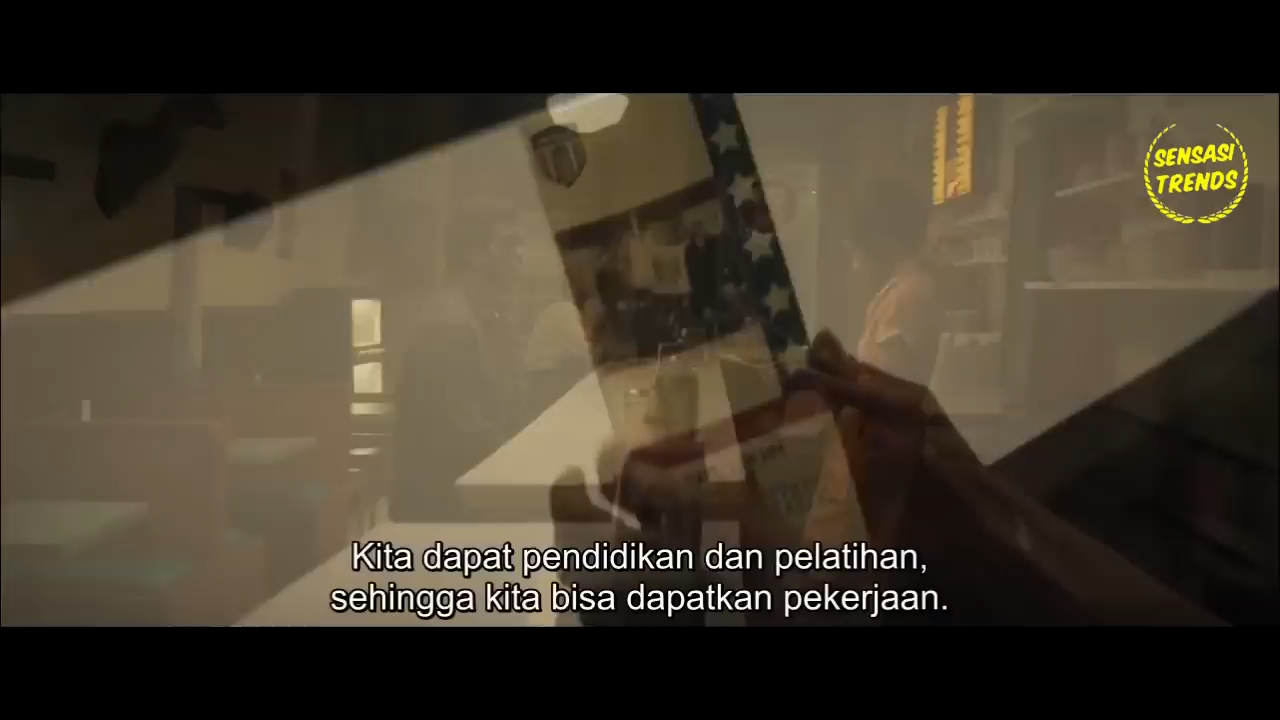 SENSASI
TRENDS
Kita dapat pendidikan dan pelatihan,
sehingga kita bisa dapatkan pekerjaan.